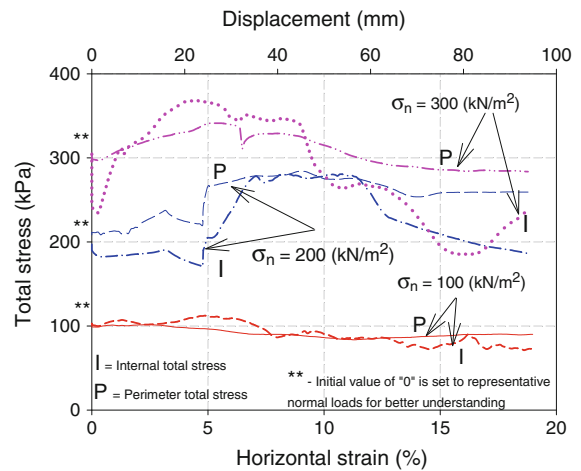 Displacement (mm)
0 20 40 60 80 100
400
300
200
100
0
Total stress (kPa)
**
**
**
σn = 300 (kN/m²)
P
I
P
I
σn = 200 (kN/m²)
σn = 100 (kN/m²)
P
I
I = Internal total stress
P = Perimeter total stress
** - Initial value of "0" is set to representative
normal loads for better understanding
0 5 10 15 20
Horizontal strain (%)